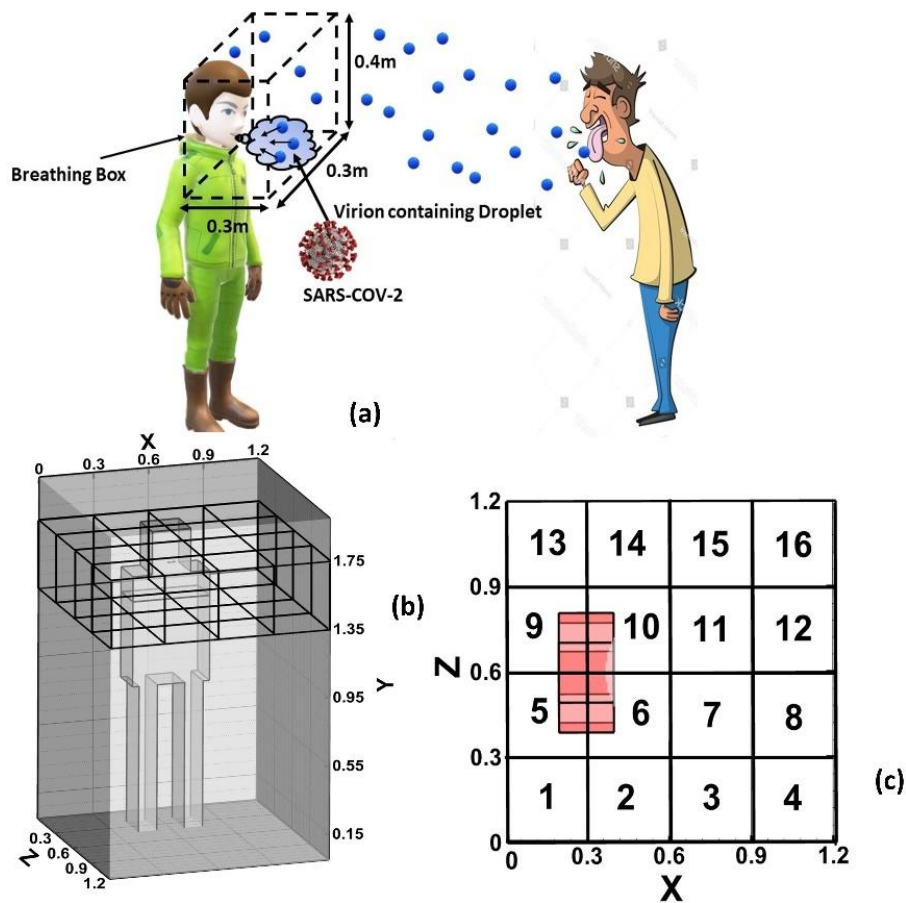 0.4m
0.3m
0.3m
Breathing Box
Virion containing Droplet
SARS-COV-2
(a)
X
0 0.3 0.6 0.9 1.2
1.75
1.35
0.95
0.55
0.15
Y
(b)
0.3
0.6
0.9
1.2
Z
1.2
0.9
0.6
0.3
0
Z
13 14 15 16
9 10 11 12
5 6 7 8
1 2 3 4
0 0.3 0.6 0.9 1.2
X
(c)